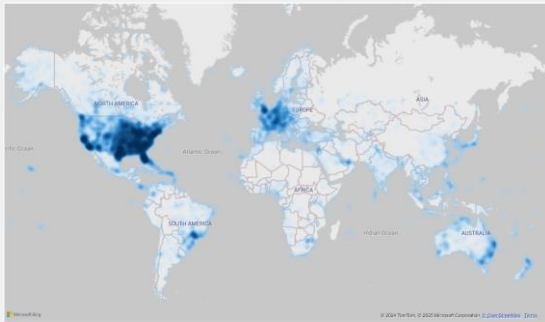 NORTH AMERICA
EUROPE
ASIA
Atlantic Ocean
AFRICA
SOUTH AMERICA
Indian Ocean
AUSTRALIA
Microsoft Bing
© 2024 TomTom, © 2025 Microsoft Corporation, © OpenStreetMap Terms